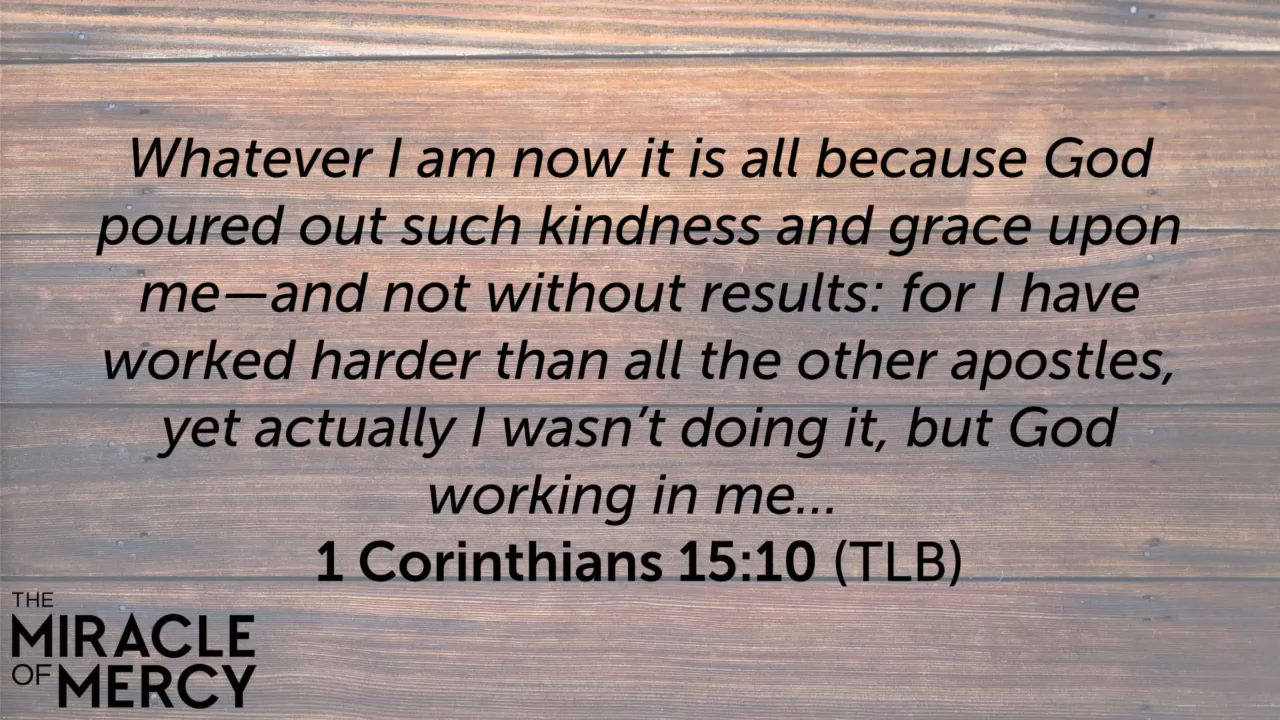 Whatever I am now it is all because God
poured out such kindness and grace upon
me—and not without results: for I have
worked harder than all the other apostles,
yet actually I wasn’t doing it, but God
working in me...
1 Corinthians 15:10 (TLB)
THE
MIRACLE
OF MERCY